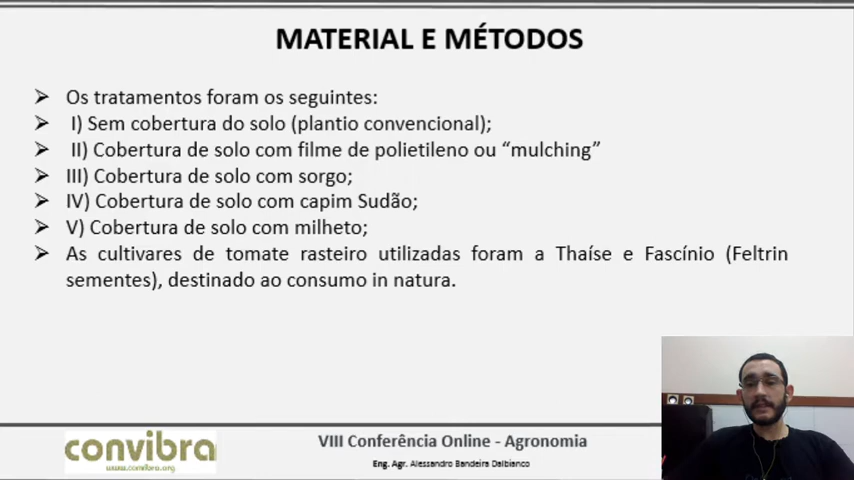 MATERIAL E MÉTODOS
Os tratamentos foram os seguintes:
I) Sem cobertura do solo (plantio convencional);
II) Cobertura de solo com filme de polietileno ou “mulching”
III) Cobertura de solo com sorgo;
IV) Cobertura de solo com capim Sudão;
V) Cobertura de solo com milheto;
As cultivares de tomate rasteiro utilizadas foram a Thaíse e Fascínio (Feltrin
sementes), destinado ao consumo in natura.
convibra
www.convibra.org
VIII Conferência Online - Agronomia
Eng. Agr. Alessandro Bandeira Dalbianco